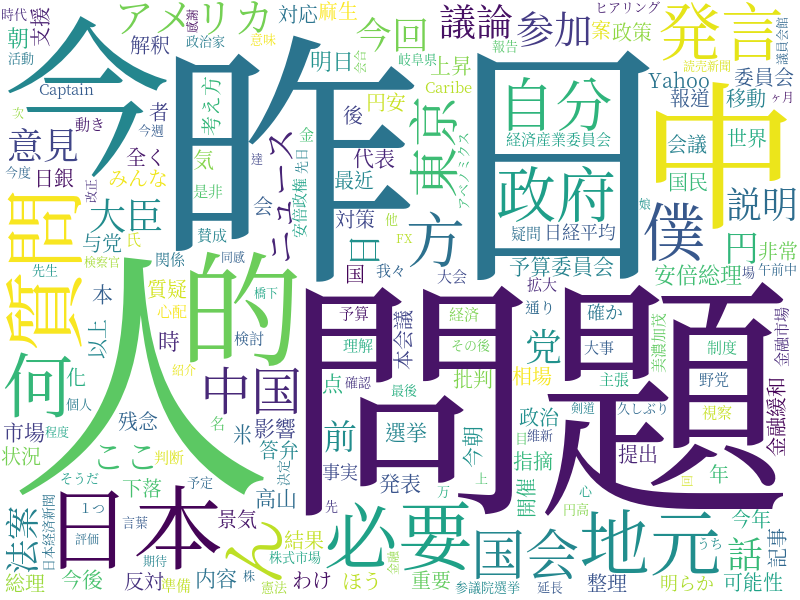 時代
支援
アメリカ
対応
麻生
感謝
ヒアリング
案
政策
朝
解釈
政治家
意味
今回
議論
参加
発言
議員会館
活動
報告
会合
岐阜県
読売新聞
ヶ月
Captain
今
昨日
明日
上昇
Yahoo
委員会
次
動き
者
考え方
円安
後
Caribe
自分
報道
移動
意見
今週
全く
気
金
代表
東京
経済産業委員会
中
会議
世界
今度
日銀
みんな
ニュース
達
先日
アベノミクス
最近
政府
国民
改正
大臣
是非
安倍政権
対策
他
娘
僕
説明
質問
与党
氏
賛成
会
日
方
疑問
日経平均
円
非常
先生
検察官
関係
同感
国
FX
我々
大会
予算委員会
安倍総理
場
午前中
人
的
本
質疑
心配
橋下
時
以上
検討
紹介
問題
予算
理解
経済
その後
本会議
拡大
通り
確か
大事
美濃加茂
制度
金融市場
何
化
個人
中国
点
確認
最後
党
批判
相場
主張
野党
金融緩和
市場
程度
ここ
残念
判断
名
米
影響
答弁
決定
前
選挙
今朝
政治
目
維新
剣道
久しぶり
視察
指摘
提出
状況
そうだ
下落
予定
高山
事実
発表
万
上
開催
心
年
回
法案
日本経済新聞
日本
1つ
言葉
評価
期待
ん
景気
先
必要
国会
円高
地元
うち
話
今年
記事
結果
株式市場
金融
総理
今後
反対
準備
内容
株
憲法
わけ
ほう
重要
参議院選挙
延長
整理
明らか
可能性